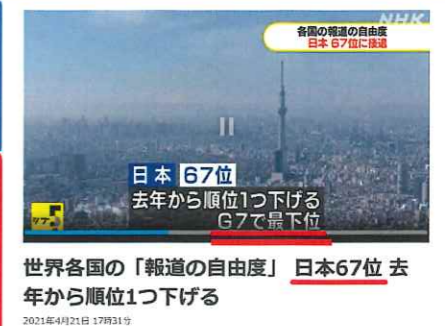 NHK
各国の報道の自由度
日本 67位に後退
日本 67位
去年から順位1つ下げる
G7で最下位
世界各国の「報道の自由度」 日本67位 去
年から順位1つ下げる
2021年4月21日 17時31分